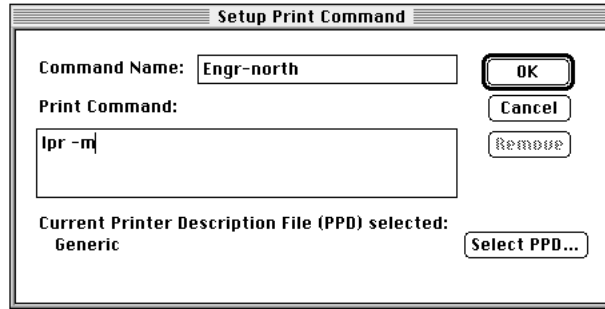 Setup Print Command
Command Name: Engr-north
OK
Print Command:
Cancel
lpr -m
Remove
Current Printer Description File (PPD) selected:
Generic
Select PPD...